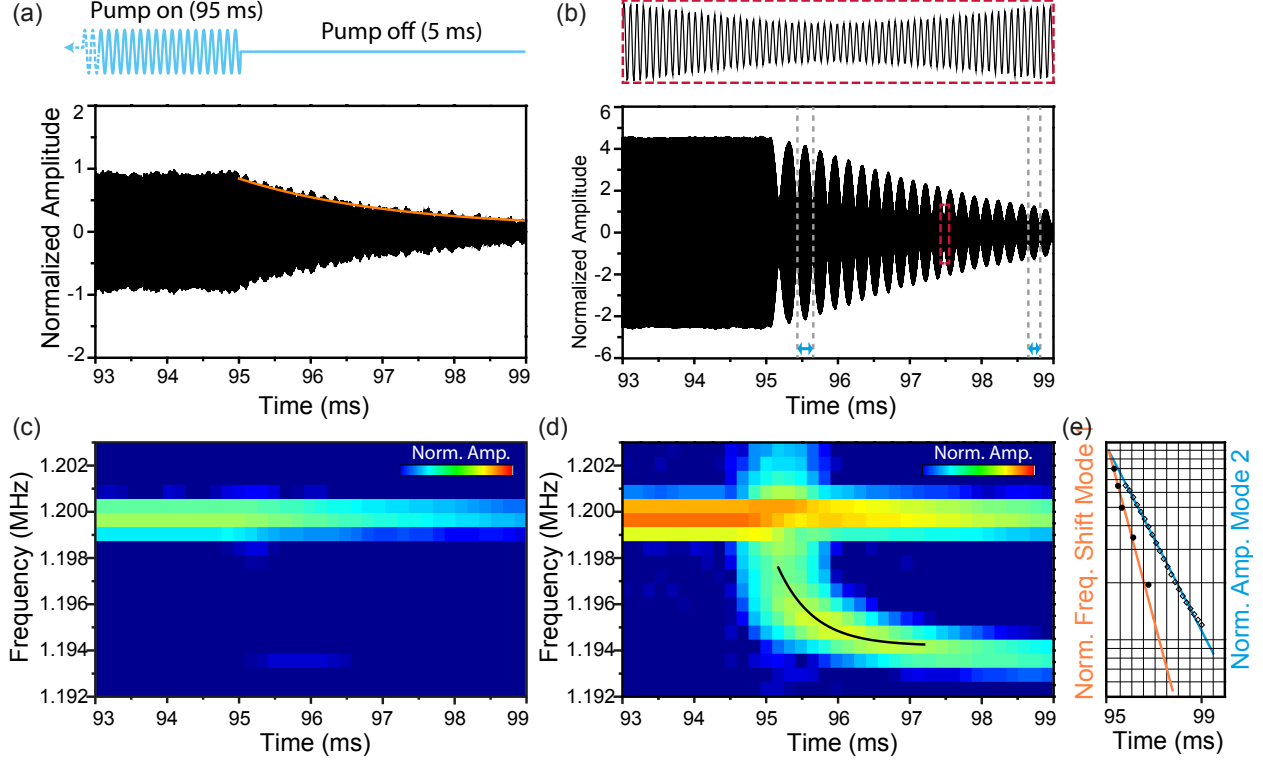 (a)
Pump on (95 ms)
Pump off (5 ms)
Normalized Amplitude
2
1
0
-1
-2
93 94 95 96 97 98 99
Time (ms)
(b)
Normalized Amplitude
6
4
2
0
-2
-2
-6
93 94 95 96 97 98 99
Time (ms)
(c)
Norm. Amp.
Frequency (MHz)
1.202
1.200
1.198
1.196
1.194
1.192
93 94 95 96 97 98 99
Time (ms)
(d)
Norm. Amp.
Frequency (MHz)
1.202
1.200
1.198
1.196
1.194
1.192
93 94 95 96 97 98 99
Time (ms)
(e)
Norm. Freq. Shift Mode
Norm. Amp. Mode 2
95 99
Time (ms)